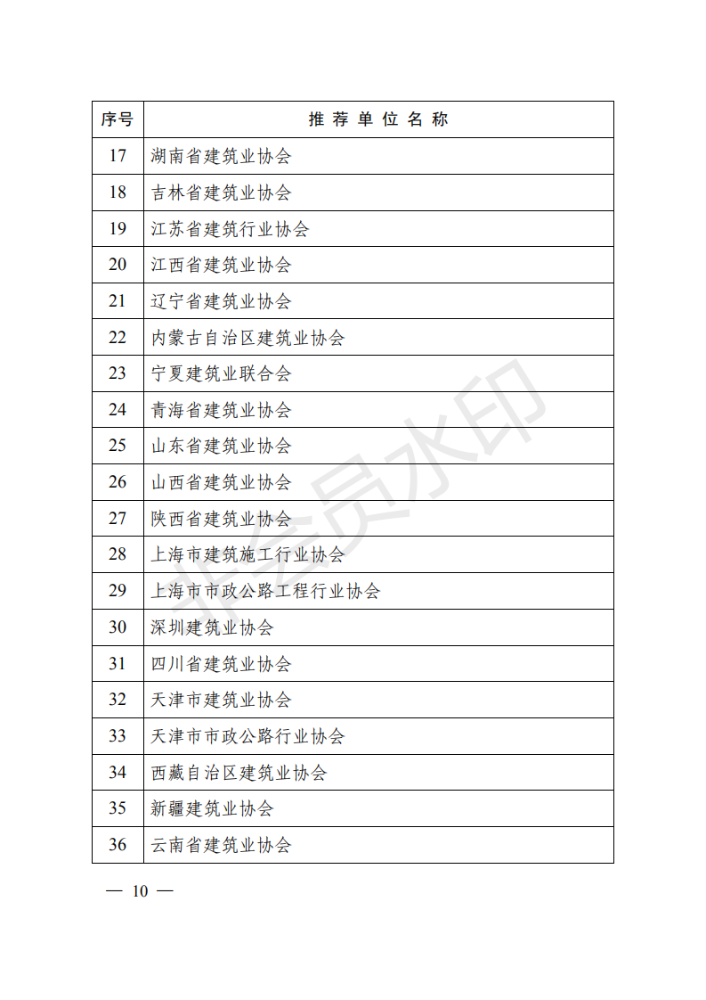 序号 推荐单位名称
17 湖南省建筑业协会
18 吉林省建筑业协会
19 江苏省建筑行业协会
20 江西省建筑业协会
21 辽宁省建筑业协会
22 内蒙古自治区建筑业协会
23 宁夏建筑业联合会
24 青海省建筑业协会
25 山东省建筑业协会
26 山西省建筑业协会
27 陕西省建筑业协会
28 上海市建筑施工行业协会
29 上海市市政公路工程行业协会
30 深圳建筑业协会
31 四川省建筑业协会
32 天津市建筑业协会
33 天津市市政公路行业协会
34 西藏自治区建筑业协会
35 新疆建筑业协会
36 云南省建筑业协会
— 10 —
非会员水印